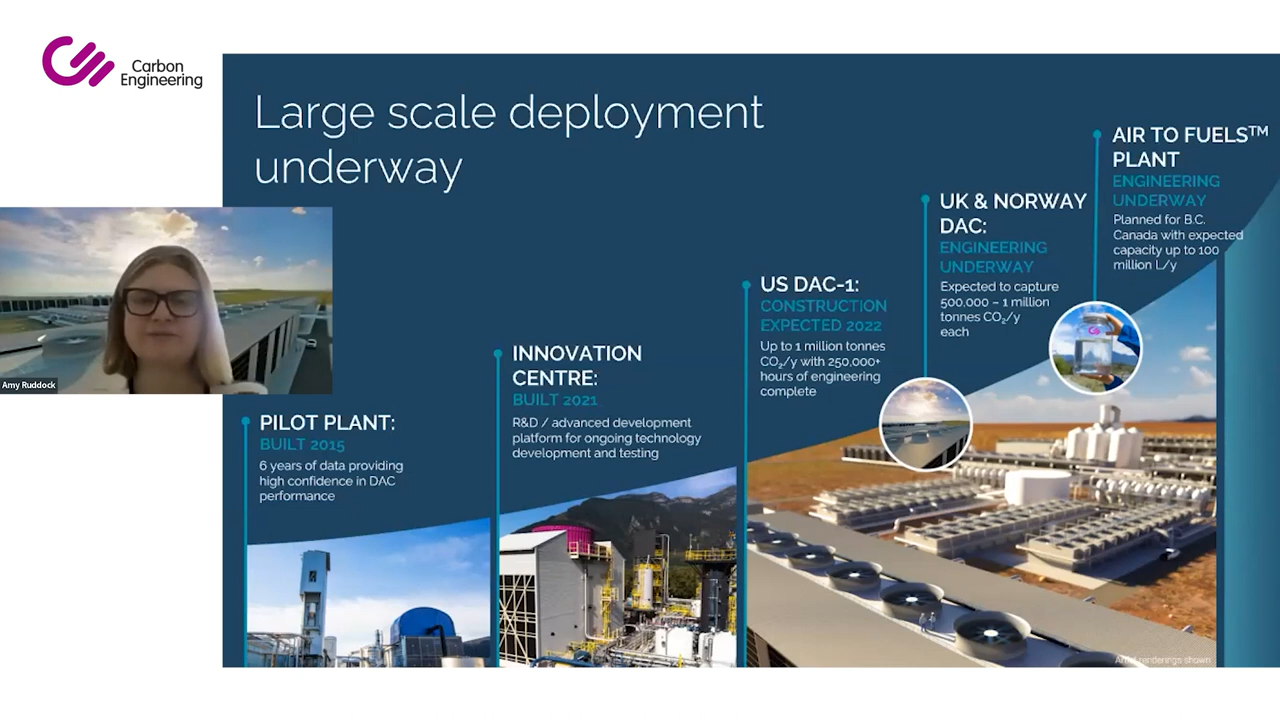 Carbon
Engineering
Large scale deployment
underway
Amy Ruddock
PILOT PLANT:
BUILT 2015
6 years of data providing
high confidence in DAC
performance
INNOVATION
CENTRE:
BUILT 2021
R&D / advanced development
platform for ongoing technology
development and testing
US DAC-1:
CONSTRUCTION
EXPECTED 2022
Up to 1 million tonnes
CO₂/y with 250,000+
hours of engineering
complete
UK & NORWAY
DAC:
ENGINEERING
UNDERWAY
Expected to capture
500,000 – 1 million
tonnes CO₂/y
each
AIR TO FUELS™
PLANT
ENGINEERING
UNDERWAY
Planned for B.C.
Canada with expected
capacity up to 100
million L/y
Artist renderings shown